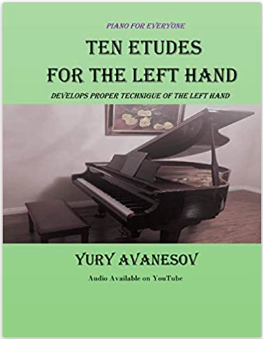 PIANO FOR EVERYONE
TEN ETUDES
FOR THE LEFT HAND
DEVELOPS PROPER TECHNIGUE OF THE LEFT HAND
YURY AVANESOV
Audio Available on YouTube